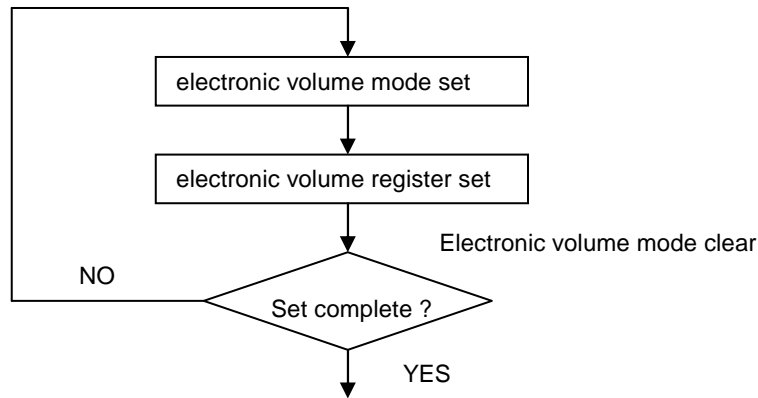 electronic volume mode set
electronic volume register set
Electronic volume mode clear
NO
Set complete ?
YES